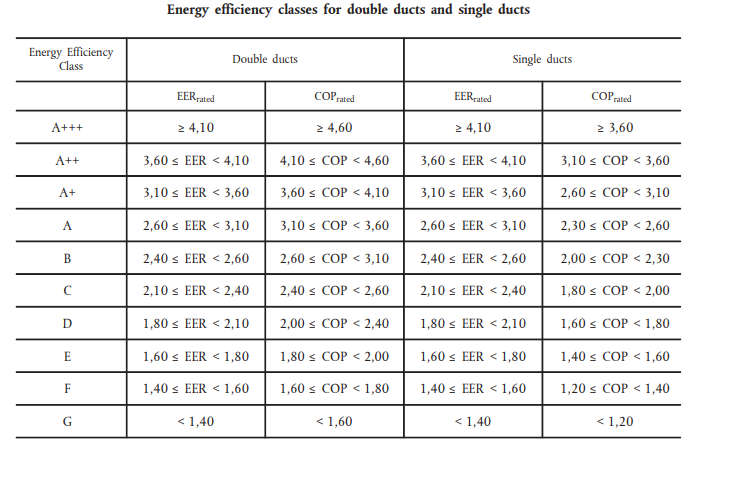 Energy efficiency classes for double ducts and single ducts
Energy Efficiency Class Double ducts Single ducts
EERrated COPrated EERrated COPrated
A+++ ≥ 4,10 ≥ 4,60 ≥ 4,10 ≥ 3,60
A++ 3,60 ≤ EER < 4,10 4,10 ≤ COP < 4,60 3,60 ≤ EER < 4,10 3,10 ≤ COP < 3,60
A+ 3,10 ≤ EER < 3,60 3,60 ≤ COP < 4,10 3,10 ≤ EER < 3,60 2,60 ≤ COP < 3,10
A 2,60 ≤ EER < 3,10 3,10 ≤ COP < 3,60 2,60 ≤ EER < 3,10 2,30 ≤ COP < 2,60
B 2,40 ≤ EER < 2,60 2,60 ≤ COP < 3,10 2,40 ≤ EER < 2,60 2,00 ≤ COP < 2,30
C 2,10 ≤ EER < 2,40 2,40 ≤ COP < 2,60 2,10 ≤ EER < 2,40 1,80 ≤ COP < 2,00
D 1,80 ≤ EER < 2,10 2,00 ≤ COP < 2,40 1,80 ≤ EER < 2,10 1,60 ≤ COP < 1,80
E 1,60 ≤ EER < 1,80 1,80 ≤ COP < 2,00 1,60 ≤ EER < 1,80 1,40 ≤ COP < 1,60
F 1,40 ≤ EER < 1,60 1,60 ≤ COP < 1,80 1,40 ≤ EER < 1,60 1,20 ≤ COP < 1,40
G < 1,40 < 1,60 < 1,40 < 1,20